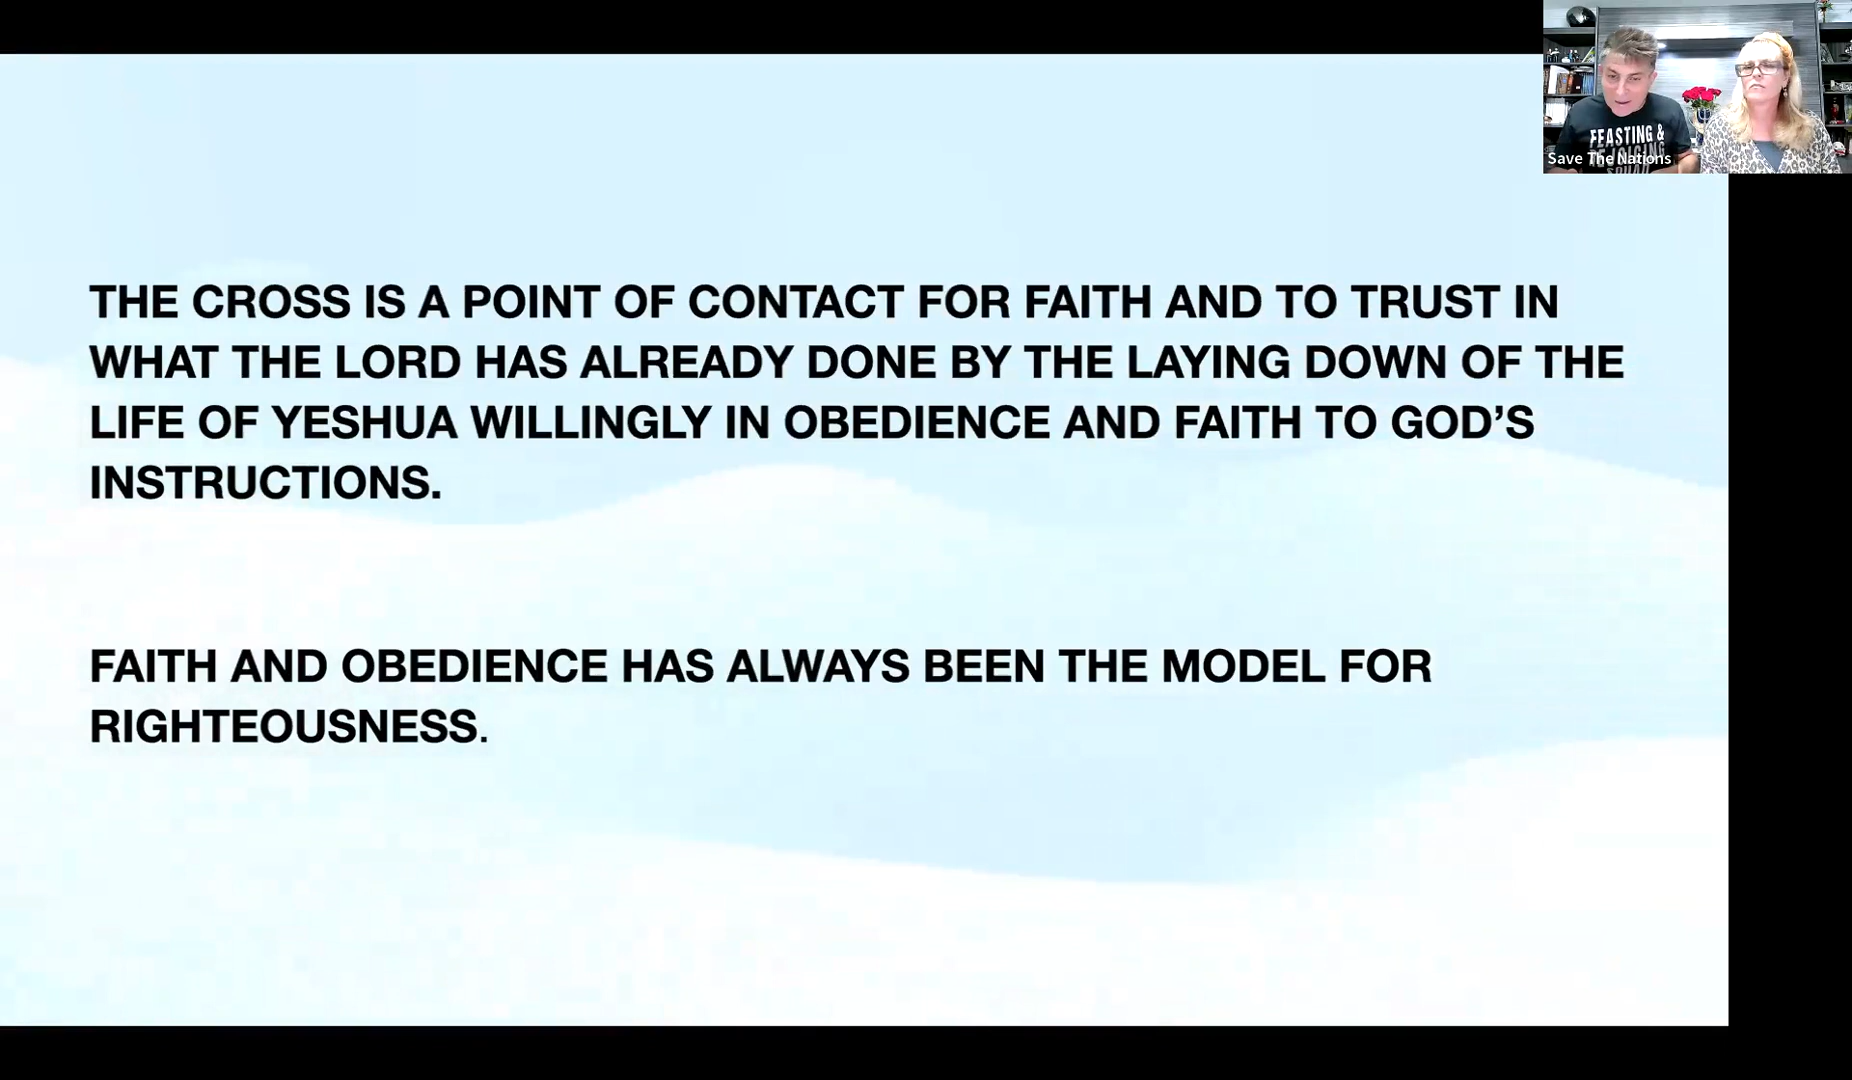 THE CROSS IS A POINT OF CONTACT FOR FAITH AND TO TRUST IN
WHAT THE LORD HAS ALREADY DONE BY THE LAYING DOWN OF THE
LIFE OF YESHUA WILLINGLY IN OBEDIENCE AND FAITH TO GOD’S
INSTRUCTIONS.
FAITH AND OBEDIENCE HAS ALWAYS BEEN THE MODEL FOR
RIGHTEOUSNESS.
FEASTING &
REJOICING
SQUAD
Save The Nations